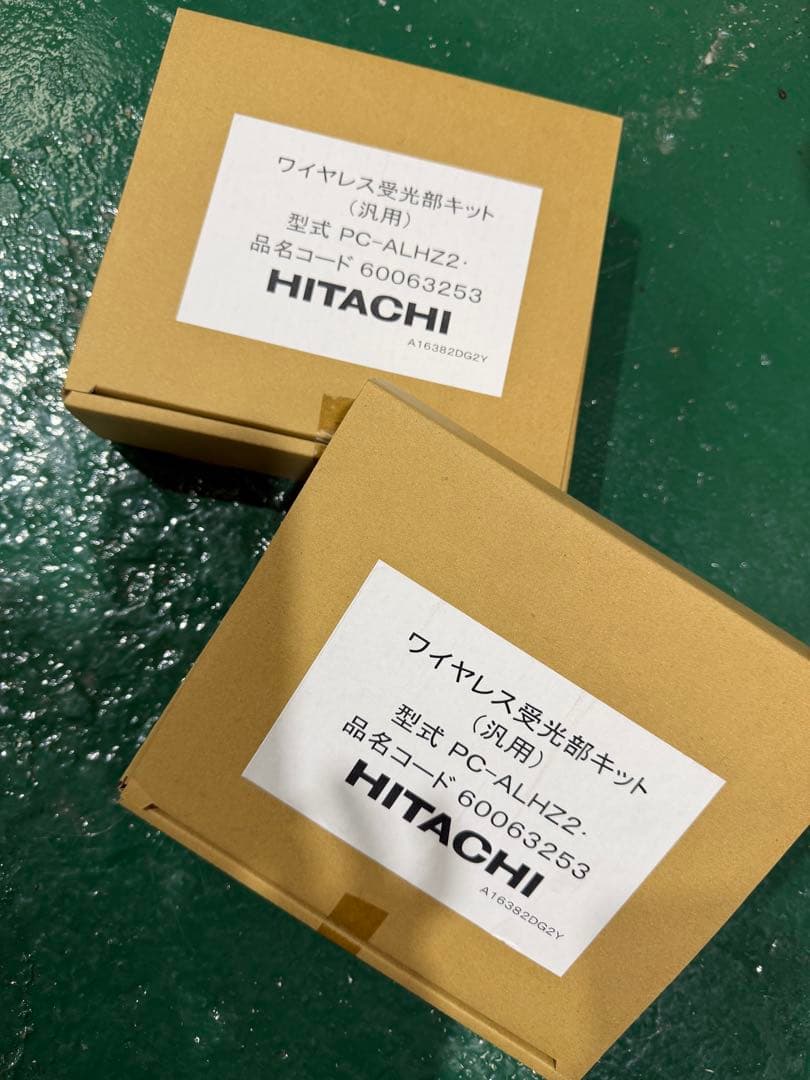 ワイヤレス受光部キット
（汎用）
型式 PC-ALHZ2･
品名コード 60063253
HITACHI
A16382DG2Y
ワイヤレス受光部キット
（汎用）
型式 PC-ALHZ2･
品名コード 60063253
HITACHI
A16382DG2Y